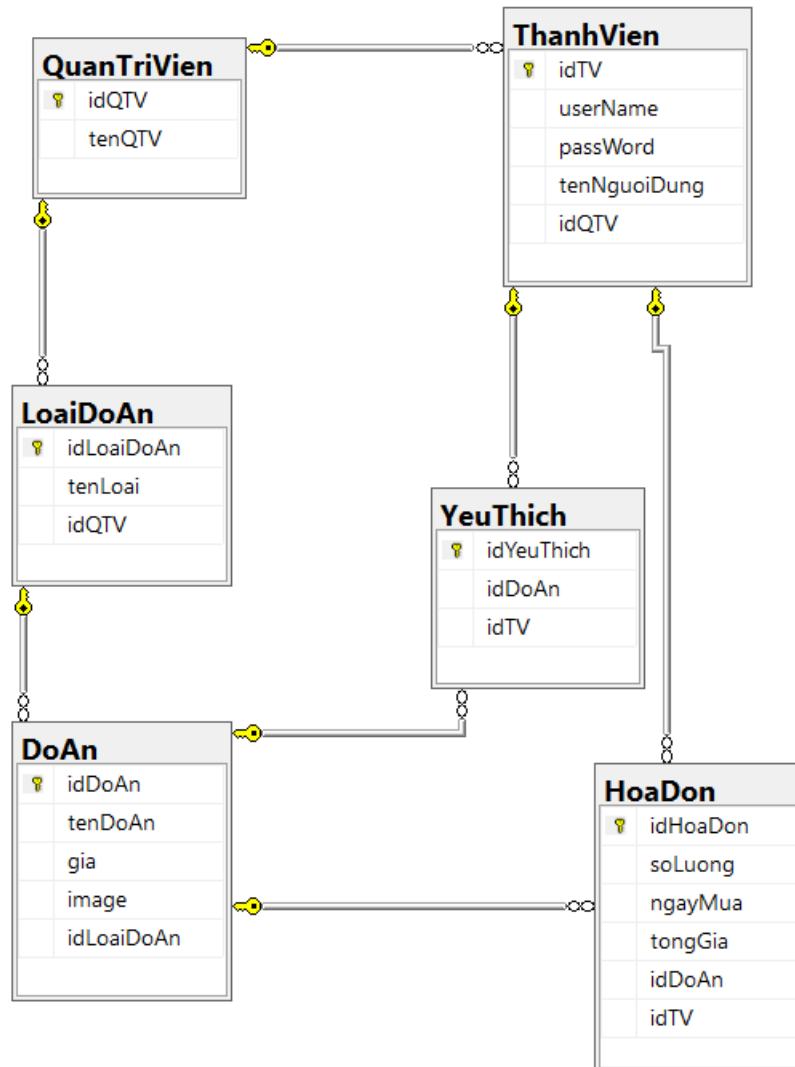 QuanTriVien
idQTV
tenQTV
ThanhVien
idTV
userName
passWord
tenNguoiDung
idQTV
LoaiDoAn
idLoaiDoAn
tenLoai
idQTV
YeuThich
idYeuThich
idDoAn
idTV
DoAn
idDoAn
tenDoAn
gia
image
idLoaiDoAn
HoaDon
idHoaDon
soLuong
ngayMua
tongGia
idDoAn
idTV